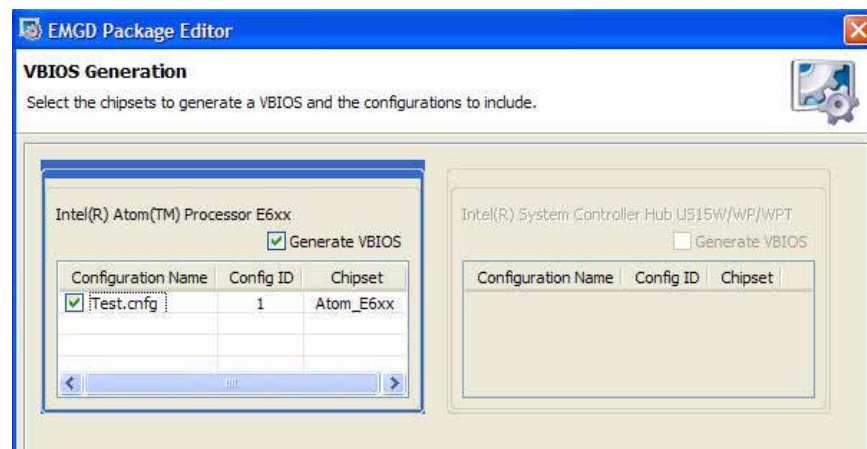 EMGD Package Editor
VBIOS Generation
Select the chipsets to generate a VBIOS and the configurations to include.
Intel(R) Atom(TM) Processor E6xx
Generate VBIOS
Configuration Name Config ID Chipset
Test.cnfg 1 Atom_E6xx
Intel(R) System Controller Hub US15W/WP/WPT
Generate VBIOS
Configuration Name Config ID Chipset